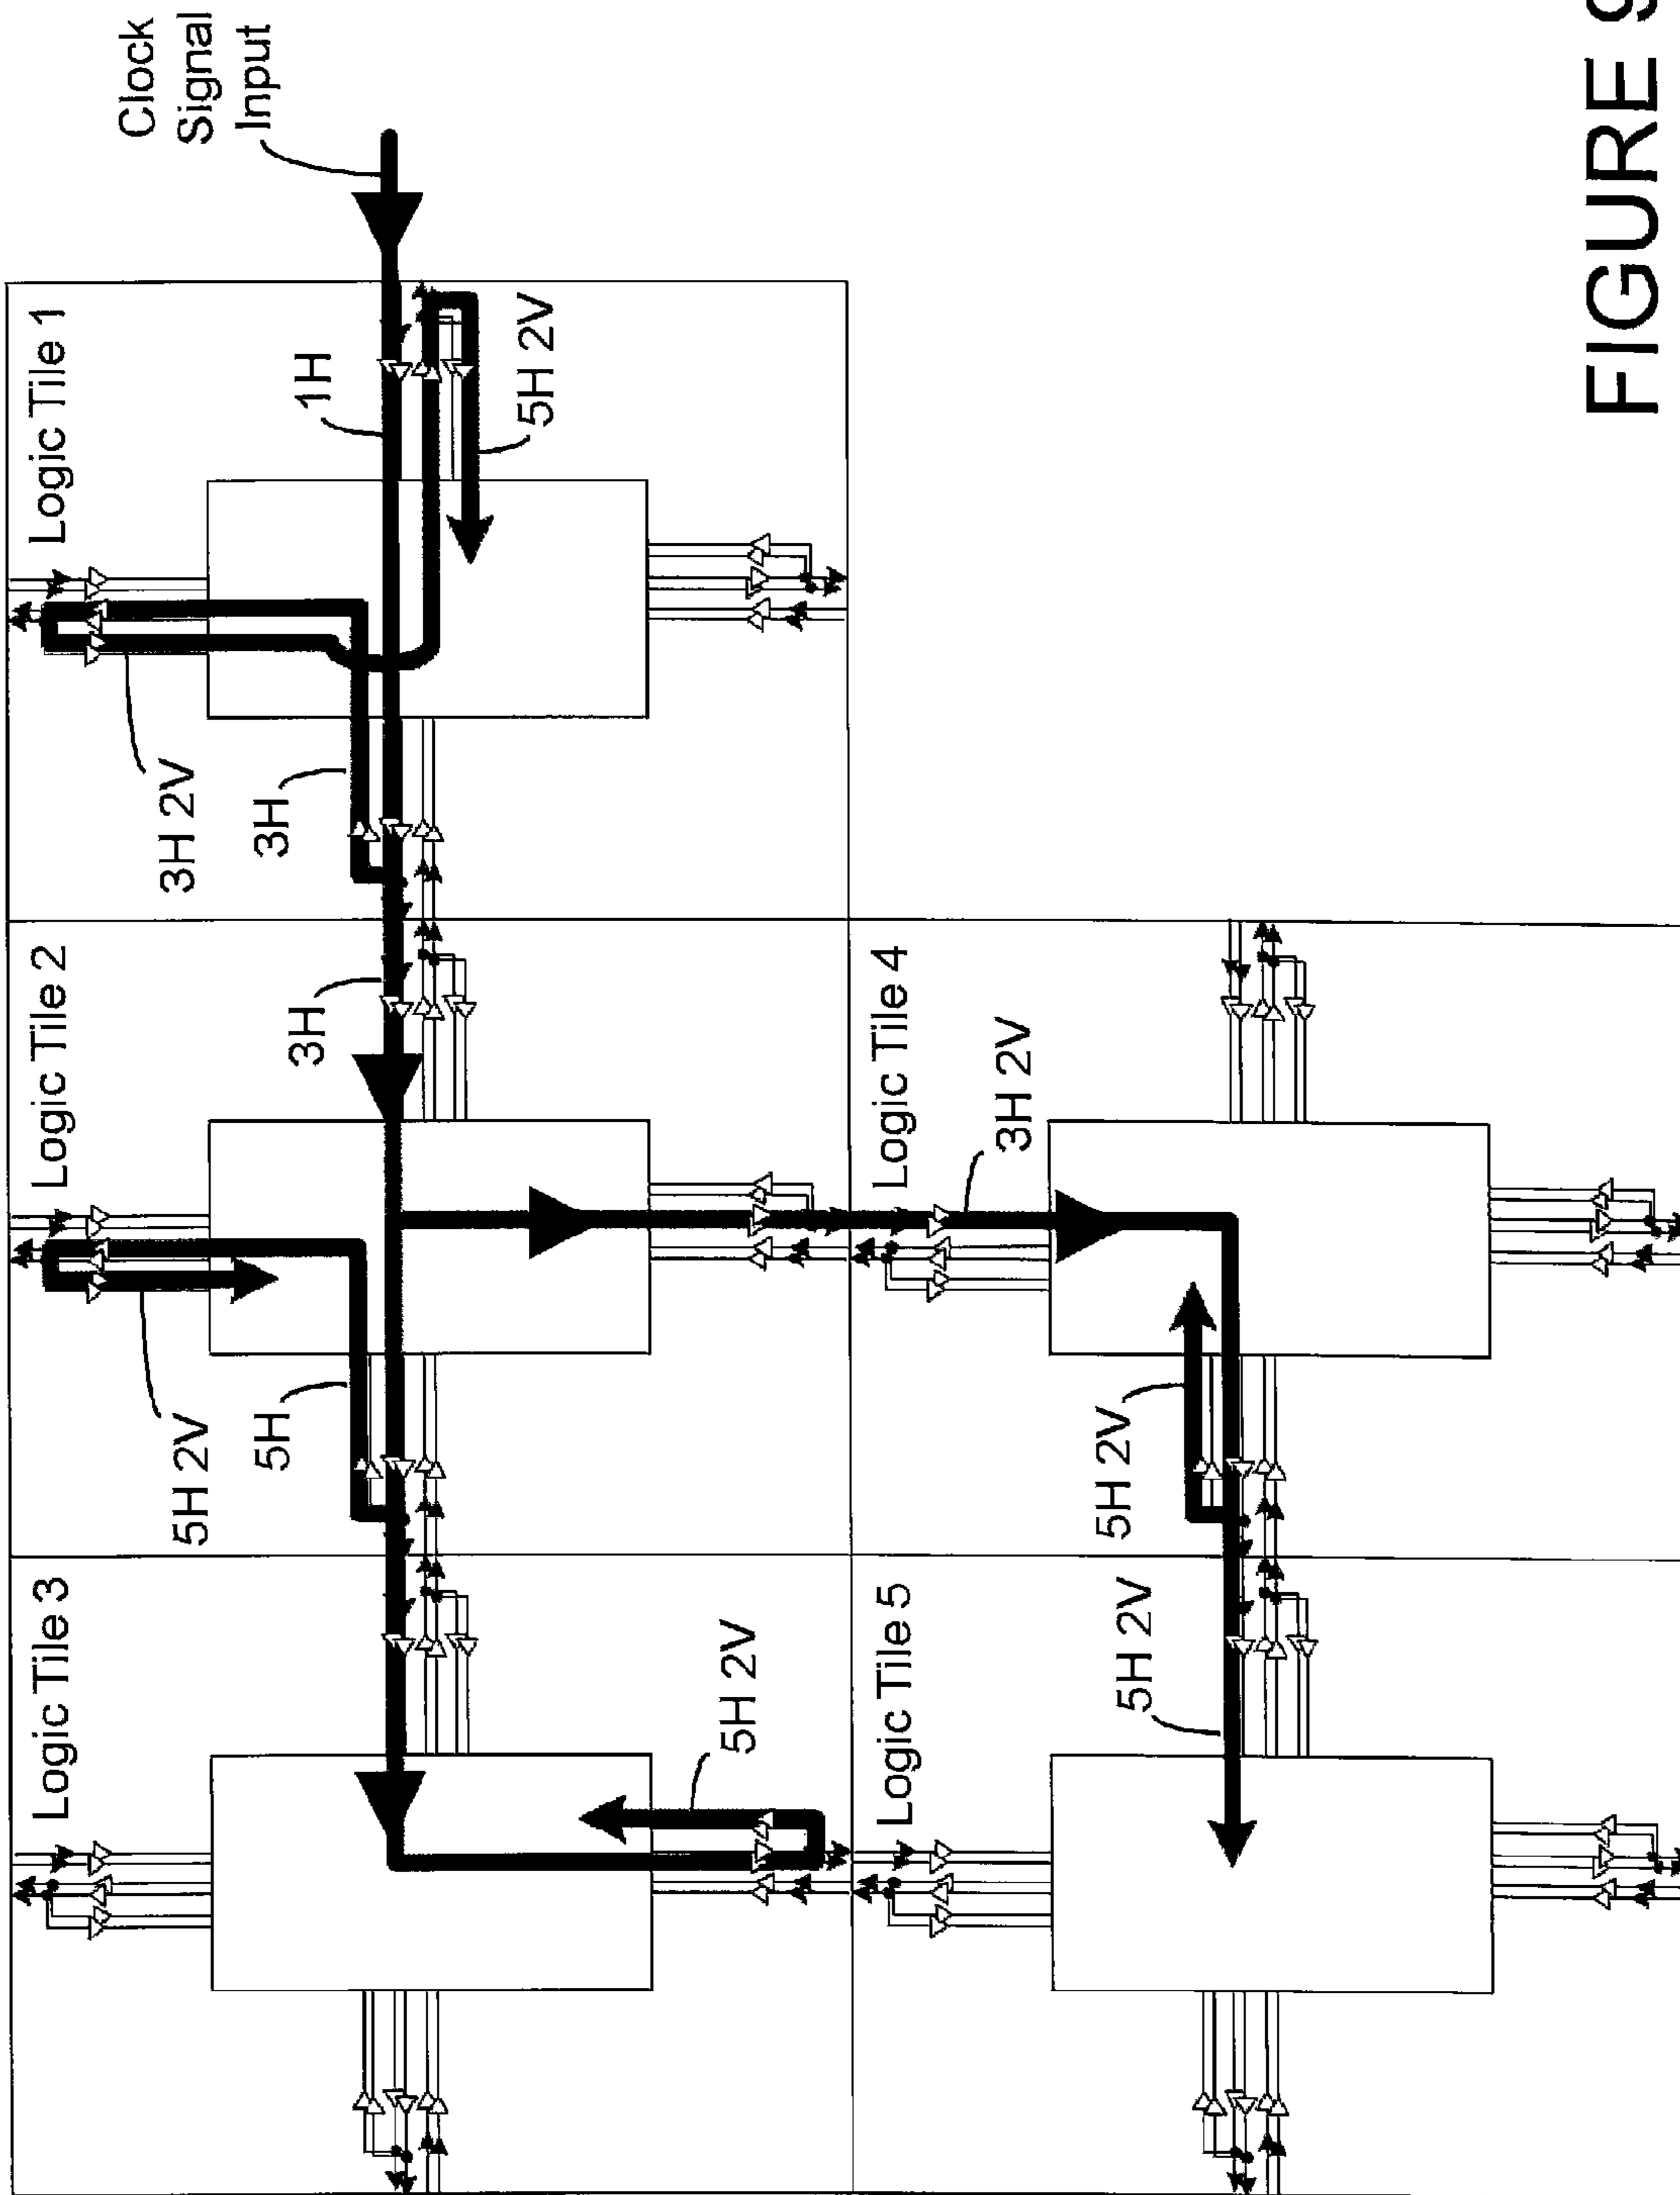 Logic Tile 3
Logic Tile 2
Logic Tile 1
Clock
Signal
Input
5H 2V
3H 2V
5H
3H
3H
1H
5H 2V
5H 2V
Logic Tile 5
Logic Tile 4
3H 2V
5H 2V
5H 2V
FIGURE 9